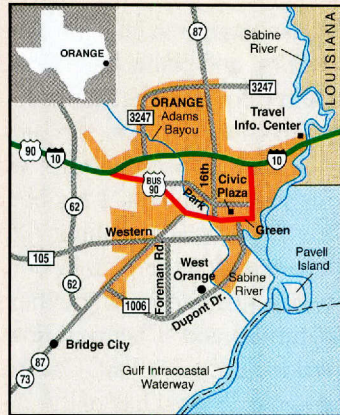 87
Sabine
River
LOUISIANA
ORANGE
3247
ORANGE
Adams
Bayou
3247
Travel
Info. Center
90
10
BUS
90
16th
Civic
Plaza
10
Park
Green
62
Western
Pavell
Island
105
Foreman Rd.
West
Orange
Sabine
River
62
1006
Dupont Dr.
Bridge City
87
73
Gulf Intracoastal
Waterway